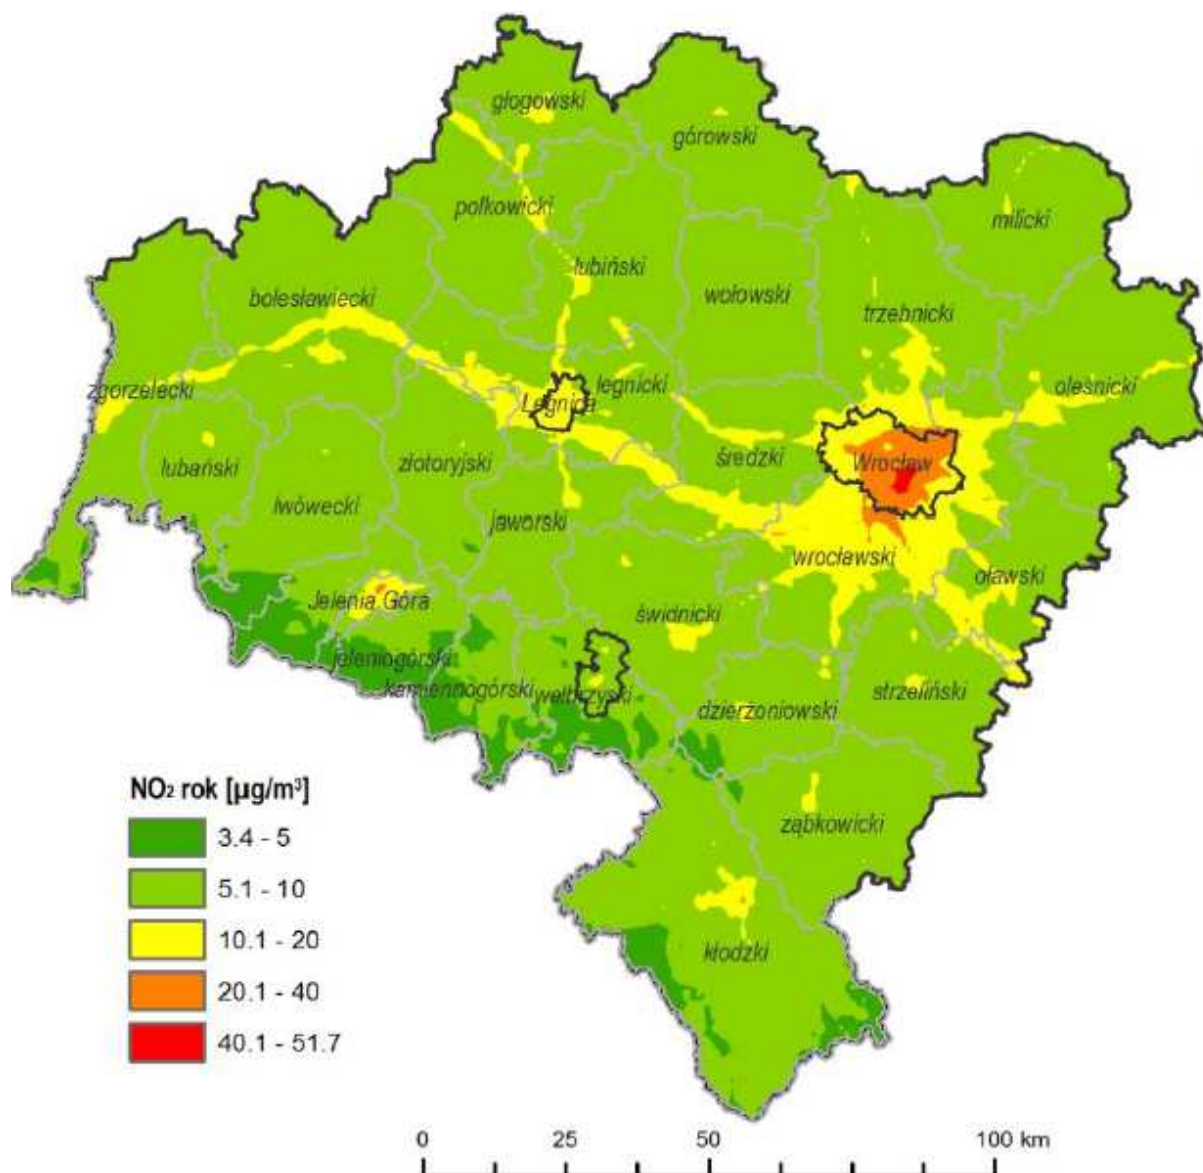 głogowski
górowski
polkowicki
milicki
lubiński
bolesławiecki
wołowski
trzebnicki
zgorzelecki
legnicki
oleśnicki
Legnica
lubański
złotoryjski
średzki
Wrocław
lwówecki
jaworski
wrocławski
oławski
Jelenia Góra
świdnicki
jeleniogórski
kamiennogórski
wałbrzyski
strzeliński
dzierżoniowski
NO2 rok [µg/m³]
ząbkowicki
3.4 - 5
5.1 - 10
10.1 - 20
kłodzki
20.1 - 40
40.1 - 51.7
0 25 50 100 km